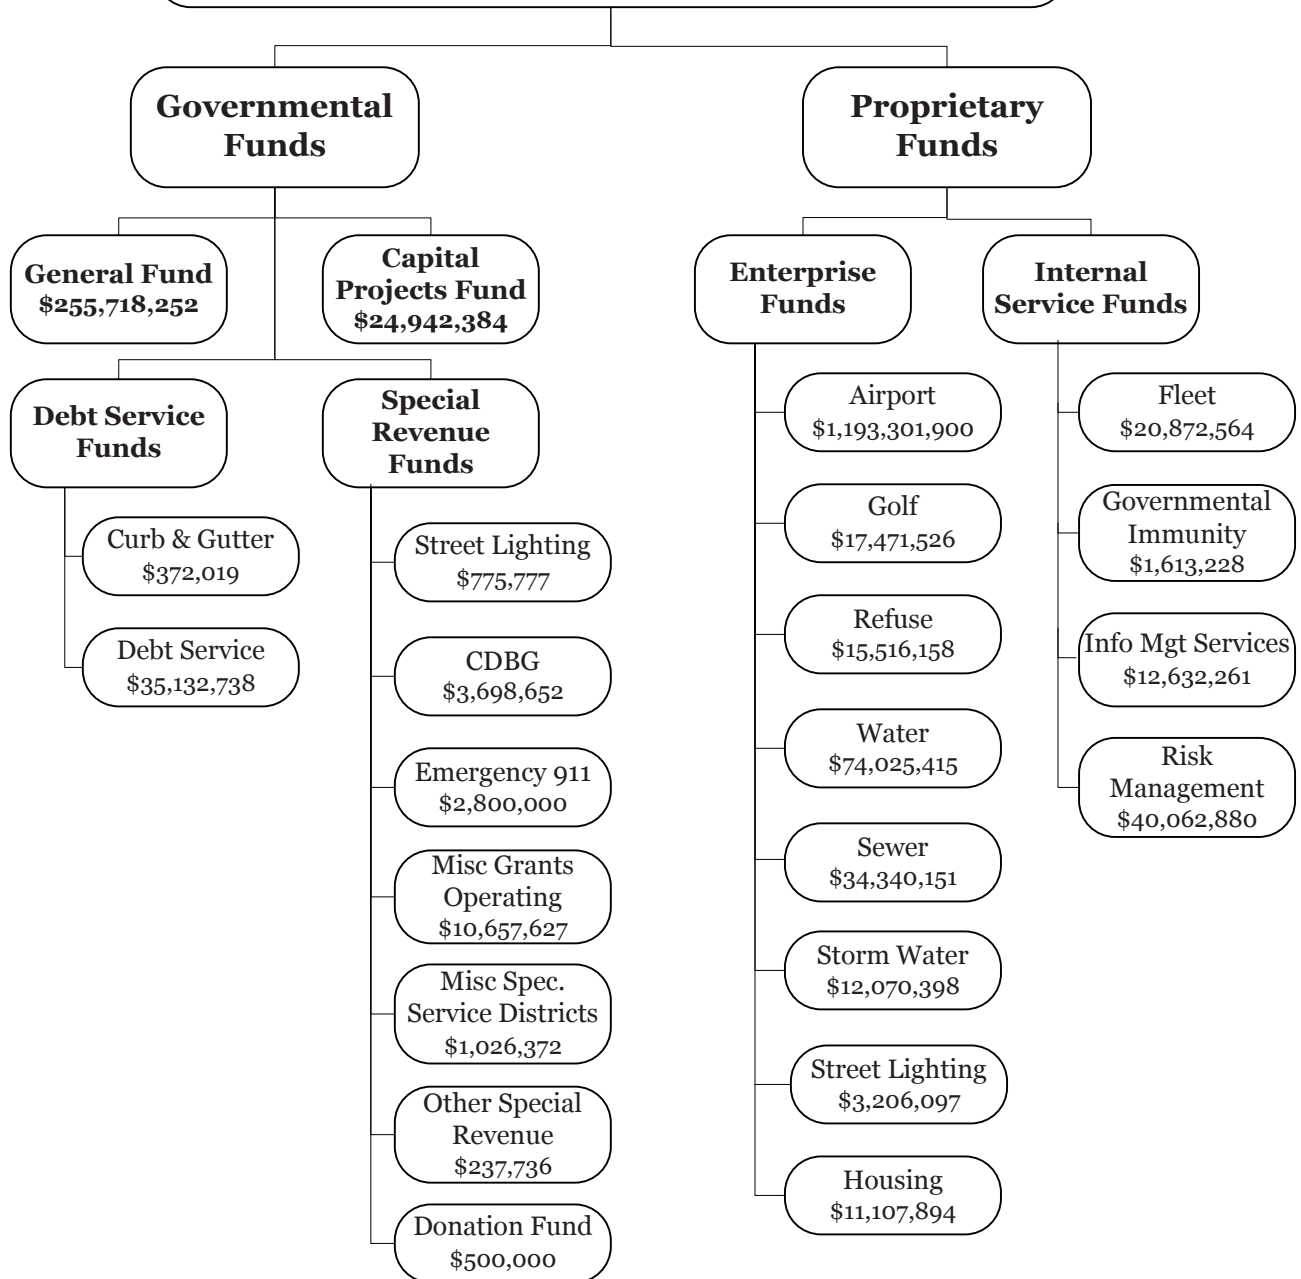 Governmental
Funds
Proprietary
Funds
General Fund
$255,718,252
Capital
Projects Fund
$24,942,384
Enterprise
Funds
Internal
Service Funds
Debt Service
Funds
Special
Revenue
Funds
Curb & Gutter
$372,019
Debt Service
$35,132,738
Street Lighting
$775,777
CDBG
$3,698,652
Emergency 911
$2,800,000
Misc Grants
Operating
$10,657,627
Misc Spec.
Service Districts
$1,026,372
Other Special
Revenue
$237,736
Donation Fund
$500,000
Airport
$1,193,301,900
Golf
$17,471,526
Refuse
$15,516,158
Water
$74,025,415
Sewer
$34,340,151
Storm Water
$12,070,398
Street Lighting
$3,206,097
Housing
$11,107,894
Fleet
$20,872,564
Governmental
Immunity
$1,613,228
Info Mgt Services
$12,632,261
Risk
Management
$40,062,880